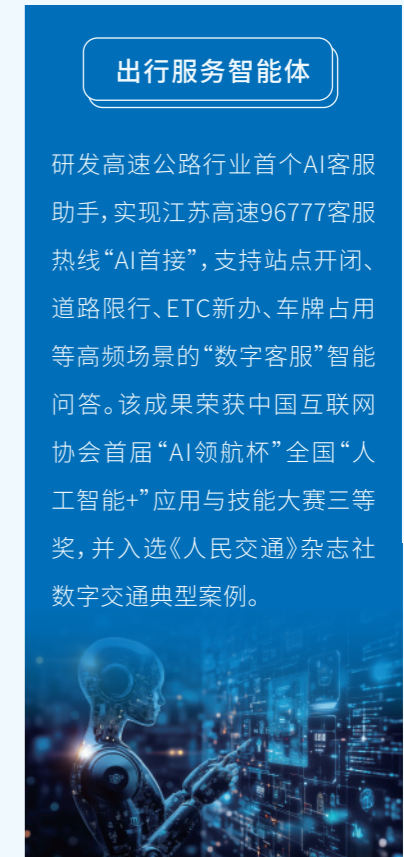 出行服务智能体
研发高速公路行业首个AI客服
助手，实现江苏高速96777客服
热线“AI首接”，支持站点开闭、
道路限行、ETC新办、车牌占用
等高频场景的“数字客服”智能
问答。该成果荣获中国互联网
协会首届“AI领航杯”全国“人
工智能+”应用与技能大赛三等
奖，并入选《人民交通》杂志社
数字交通典型案例。